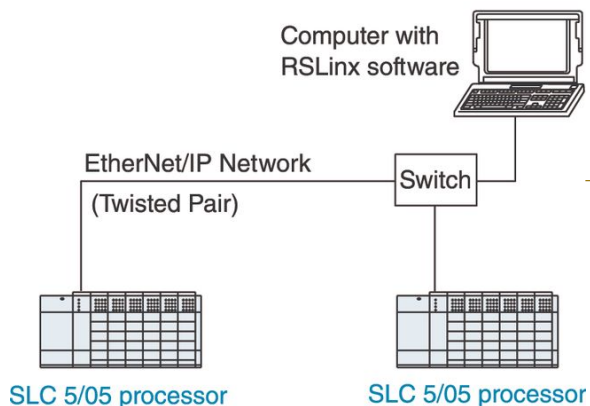 Computer with
RSLinx software
EtherNet/IP Network
(Twisted Pair)
Switch
SLC 5/05 processor
SLC 5/05 processor